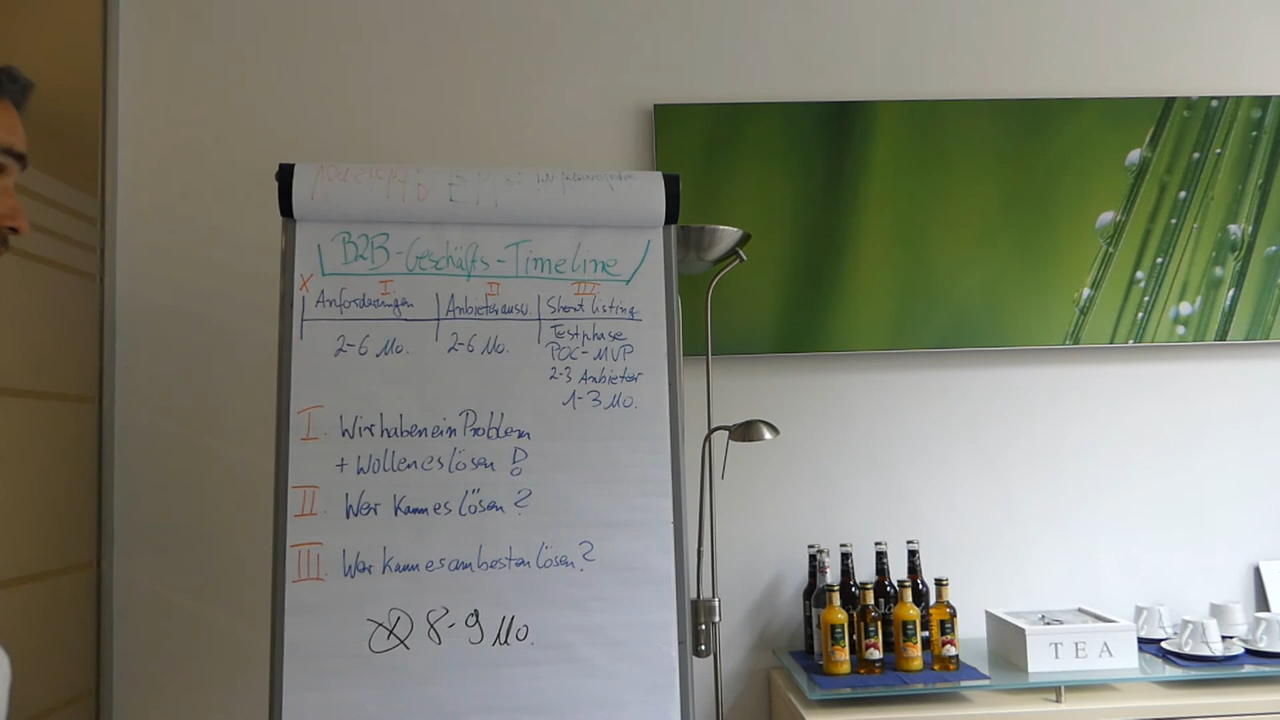 B2B-Geschäfts-Timeline
X I. II III.
Anforderungen Anbieterausw. Short listing
2-6 Mo. 2-6 Mo. Testphase
POC-MVP
2-3 Anbieter
1-3 Mo.
I. Wir haben ein Problem
+ wollen es lösen !
II. Wer kann es lösen ?
III. Wer kann es am besten lösen ?
8-9 Mo.
TEA